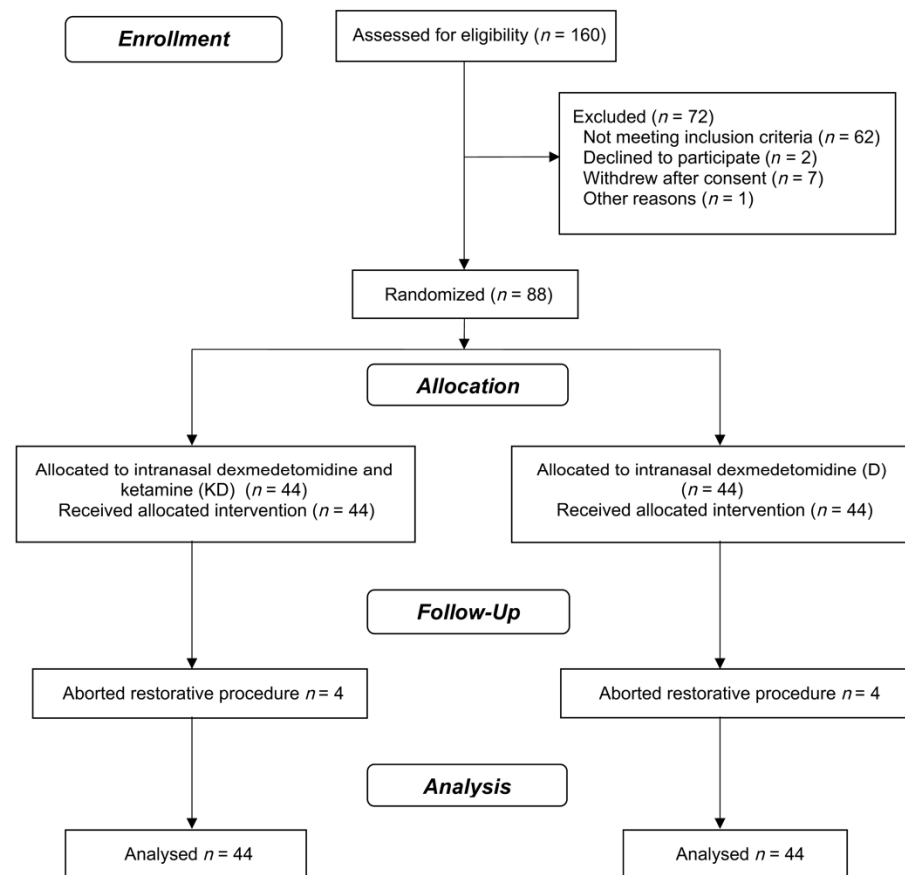 Enrollment
Assessed for eligibility (n = 160)
Excluded (n = 72)
Not meeting inclusion criteria (n = 62)
Declined to participate (n = 2)
Withdrew after consent (n = 7)
Other reasons (n = 1)
Randomized (n = 88)
Allocation
Allocated to intranasal dexmedetomidine and
ketamine (KD) (n = 44)
Received allocated intervention (n = 44)
Allocated to intranasal dexmedetomidine (D)
(n = 44)
Received allocated intervention (n = 44)
Follow-Up
Aborted restorative procedure n = 4
Aborted restorative procedure n = 4
Analysis
Analysed n = 44
Analysed n = 44